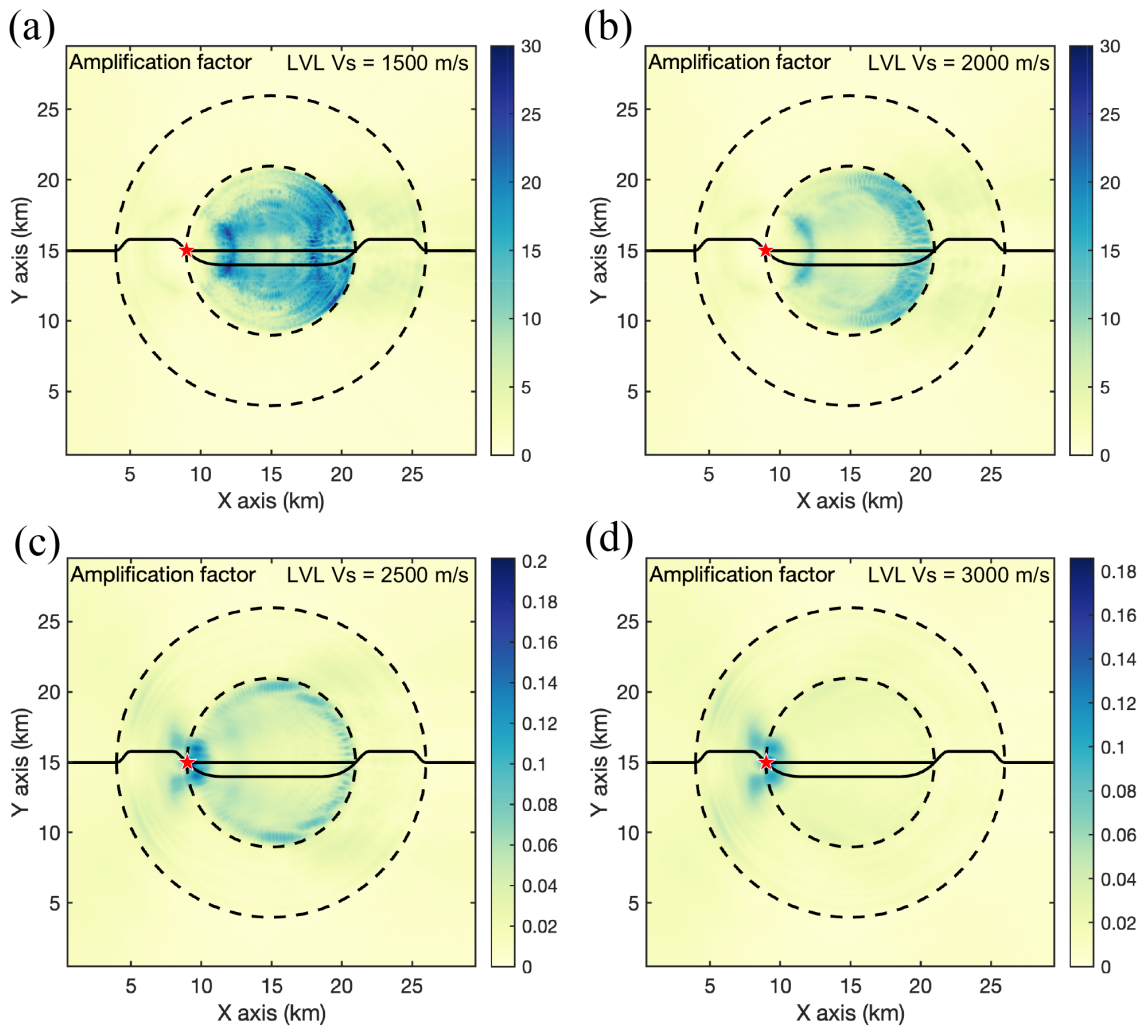 (a)
Amplification factor LVL Vs = 1500 m/s
30
25
20
15
10
5
0
25
20
15
10
5
Y axis (km)
5 10 15 20 25
X axis (km)
(b)
Amplification factor LVL Vs = 2000 m/s
30
25
20
15
10
5
0
25
20
15
10
5
Y axis (km)
5 10 15 20 25
X axis (km)
(c)
Amplification factor LVL Vs = 2500 m/s
0.2
0.18
0.16
0.14
0.12
0.1
0.08
0.06
0.04
0.02
0
25
20
15
10
5
Y axis (km)
5 10 15 20 25
X axis (km)
(d)
Amplification factor LVL Vs = 3000 m/s
0.18
0.16
0.14
0.12
0.1
0.08
0.06
0.04
0.02
0
25
20
15
10
5
Y axis (km)
5 10 15 20 25
X axis (km)